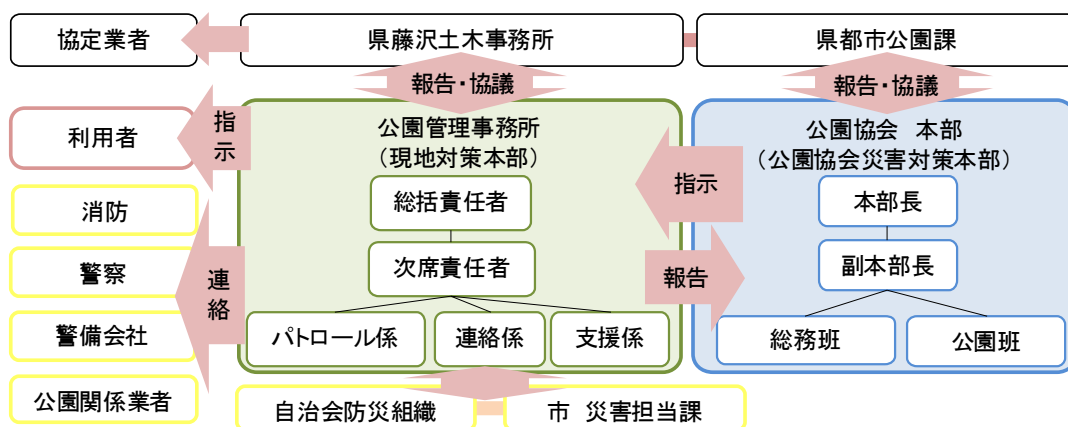 協定業者
県藤沢土木事務所
県都市公園課
報告・協議
報告・協議
利用者
指示
公園管理事務所
（現地対策本部）
公園協会 本部
（公園協会災害対策本部）
指示
総括責任者
本部長
消防
次席責任者
副本部長
警察
連絡
報告
パトロール係
連絡係
支援係
総務班
公園班
警備会社
公園関係業者
自治会防災組織
市 災害担当課